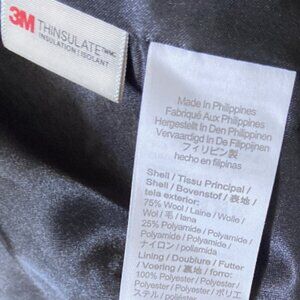 3M THINSULATE™/MC
INSULATION | ISOLANT
Made In Philippines
Fabriqué Aux Philippines
Hergestellt In Den Philippinen
Vervaardigd In De Filippijnen
フィリピン製
hecho en filipinas
Shell / Tissu Principal /
Shell / Bovenstof / 表地 /
tela exterior:
75% Wool / Laine / Wolle /
Wol / 毛 / lana
25% Polyamide / Polyamide /
Polyamide / Polyamide /
ナイロン / poliamida
Lining / Doublure / Futter
/ Voering / 裏地 / forro:
100% Polyester / Polyester /
Polyester / Polyester / ポリエ
ステル /